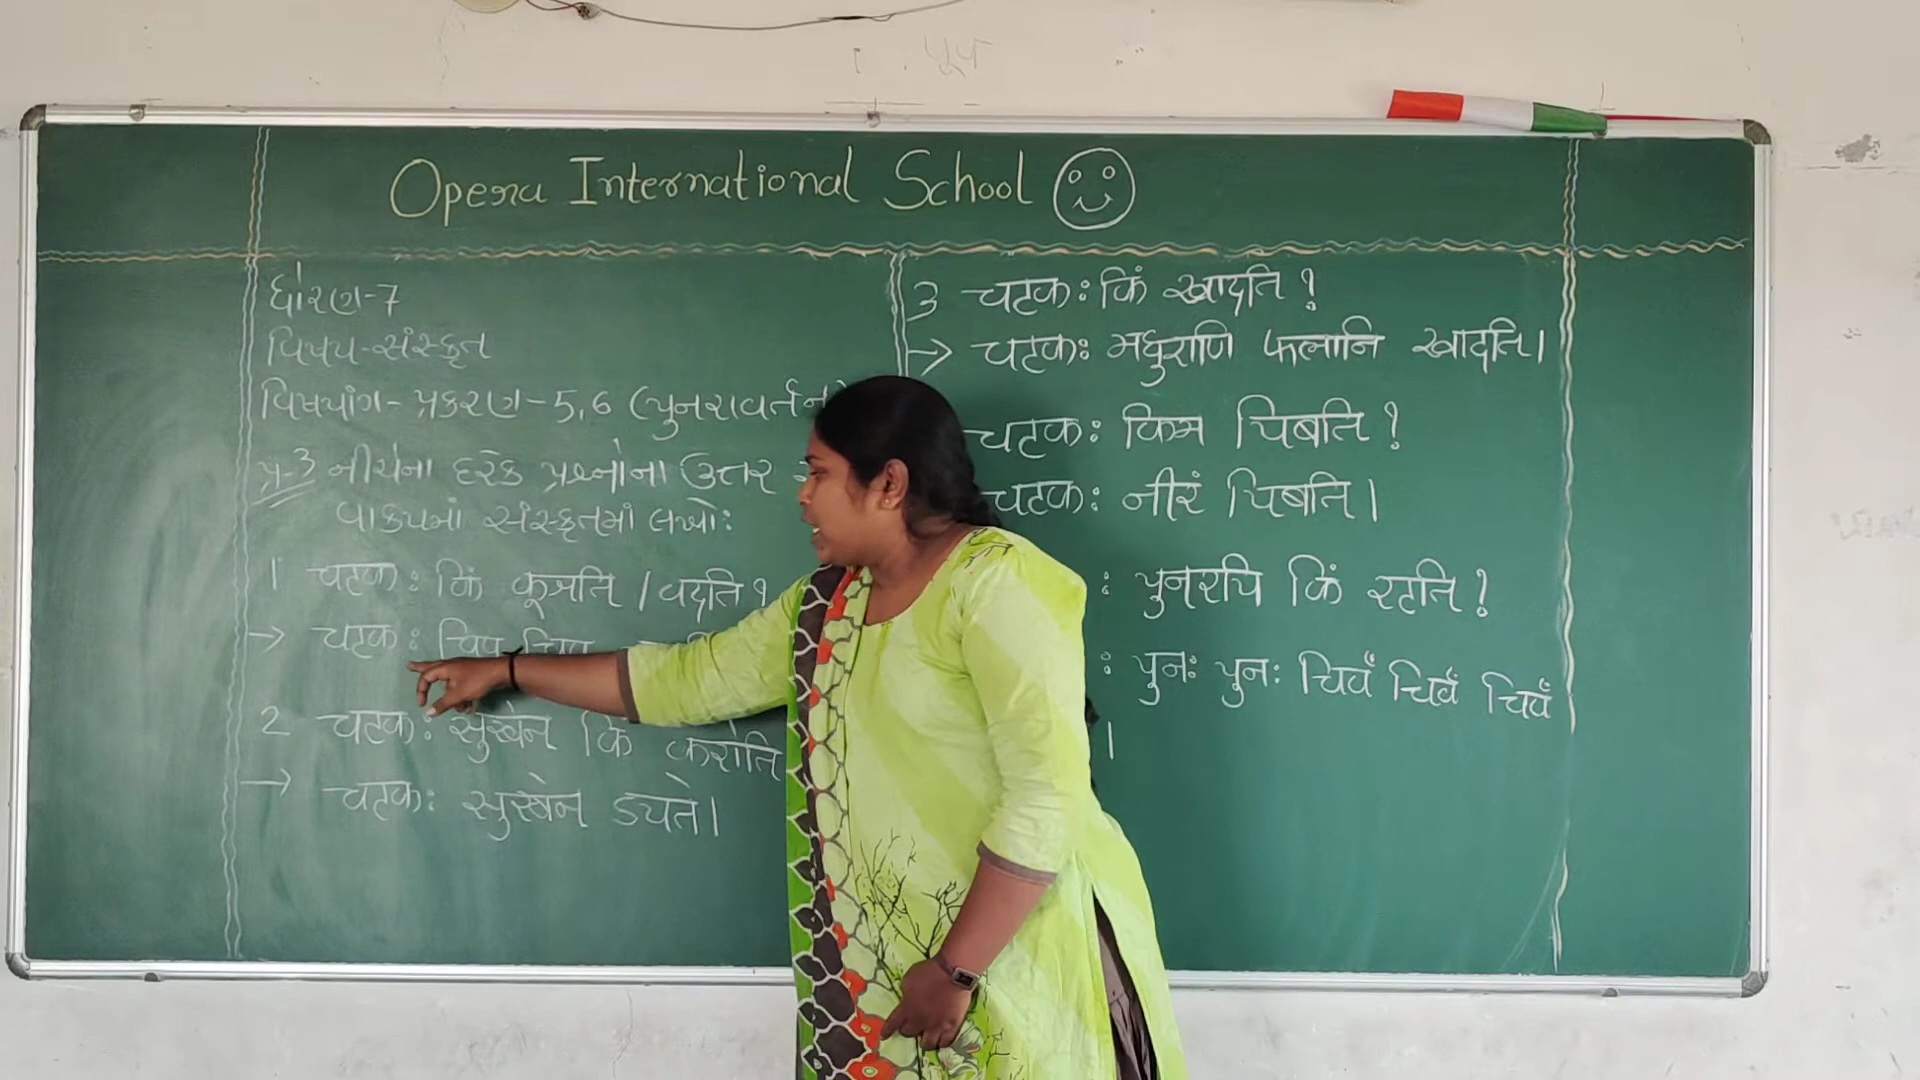 Opera International School
ધોરણ-7
વિષય-સંસ્કૃત
વિષયાંગ-પ્રકરણ-5,6 (પુનરાવર્તન)
પ્ર-3 નીચેના દરેક પ્રશ્નોના ઉત્તર
વાક્યમાં સંસ્કૃતમાં લખો:
1 चटक: किं कूजति / वदति ?
→ चटक: चिव चिव
2 चटक: सुखेन किं करोति
→ चटक: सुखेन डयते।
3 चटक: किं खादति ?
→ चटक: मधुराणि फलानि खादति।
चटक: किम पिबति ?
चटक: नीरं पिबति।
: पुनरपि किं रटति ?
: पुन: पुन: चिवँ चिवँ चिवँ
।